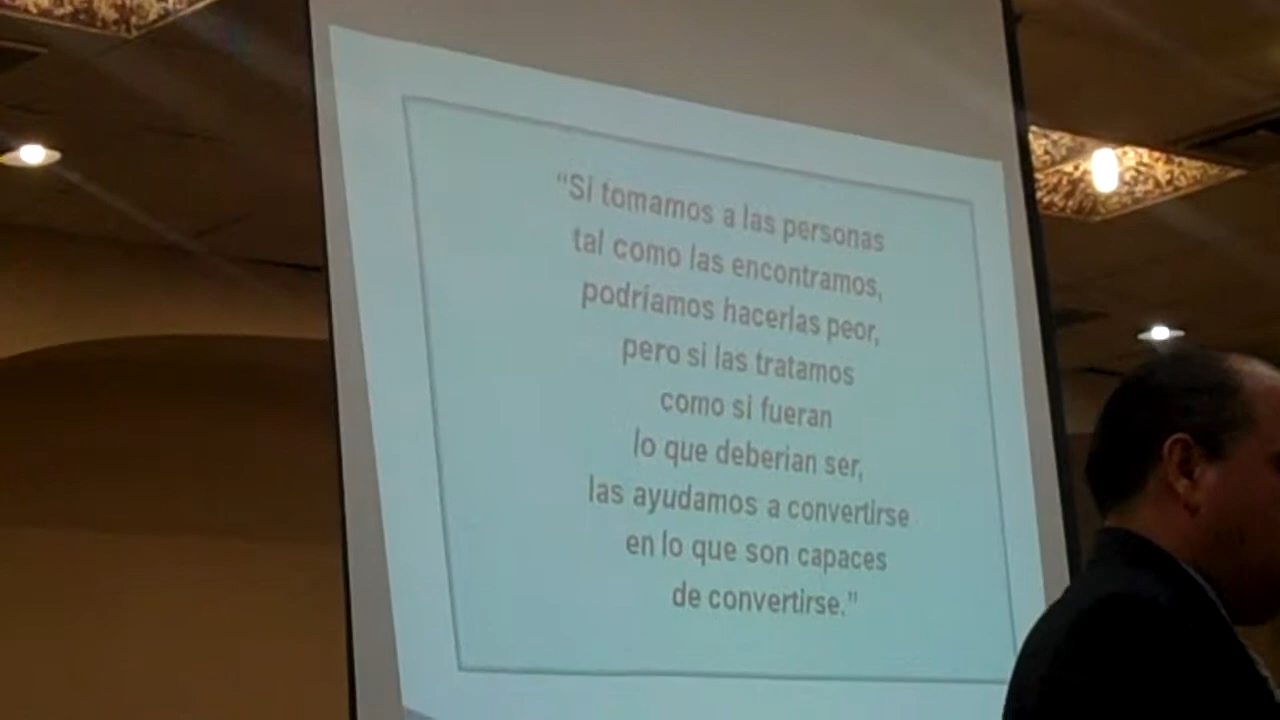 “Si tomamos a las personas
tal como las encontramos,
podríamos hacerlas peor,
pero si las tratamos
como si fueran
lo que deberian ser,
las ayudamos a convertirse
en lo que son capaces
de convertirse."